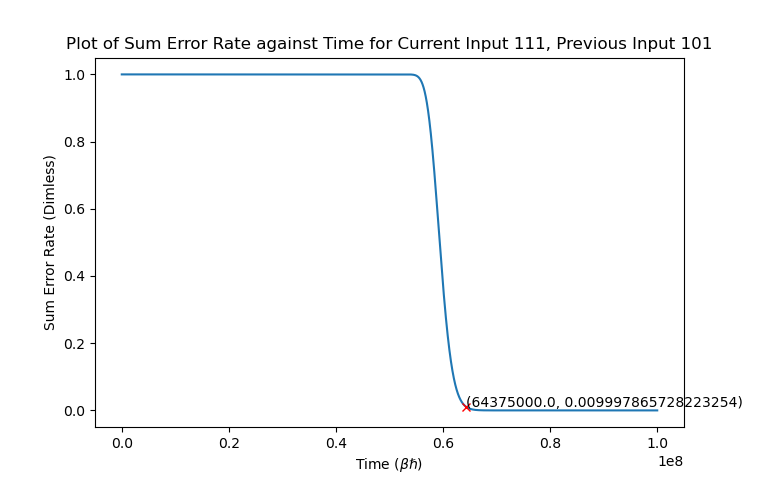 Plot of Sum Error Rate against Time for Current Input 111, Previous Input 101
Sum Error Rate (Dimless)
1.0
0.8
0.6
0.4
0.2
0.0
(64375000.0, 0.009997865728223254)
0.0 0.2 0.4 0.6 0.8 1.0
1e8
Time (βℏ)